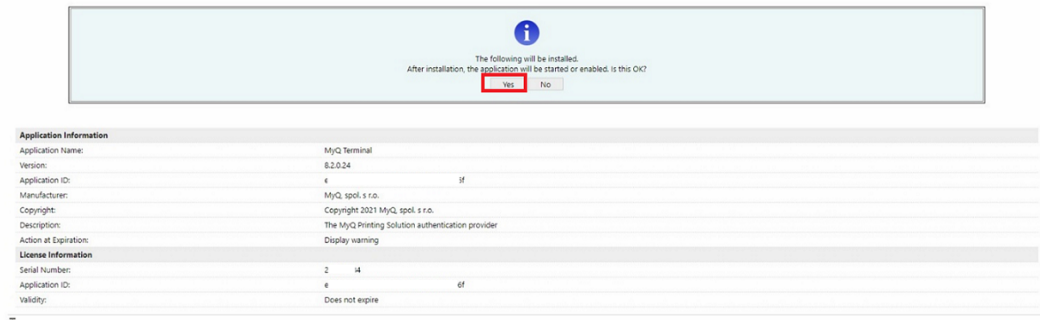 The following will be installed.
After installation, the application will be started or enabled. Is this OK?
Yes No
Application Information
Application Name: MyQ Terminal
Version: 8.2.0.24
Application ID: e 6f
Manufacturer: MyQ, spol. s r.o.
Copyright: Copyright 2021 MyQ, spol. s r.o.
Description: The MyQ Printing Solution authentication provider
Action at Expiration: Display warning
License Information
Serial Number: 2 4
Application ID: e 6f
Validity: Does not expire